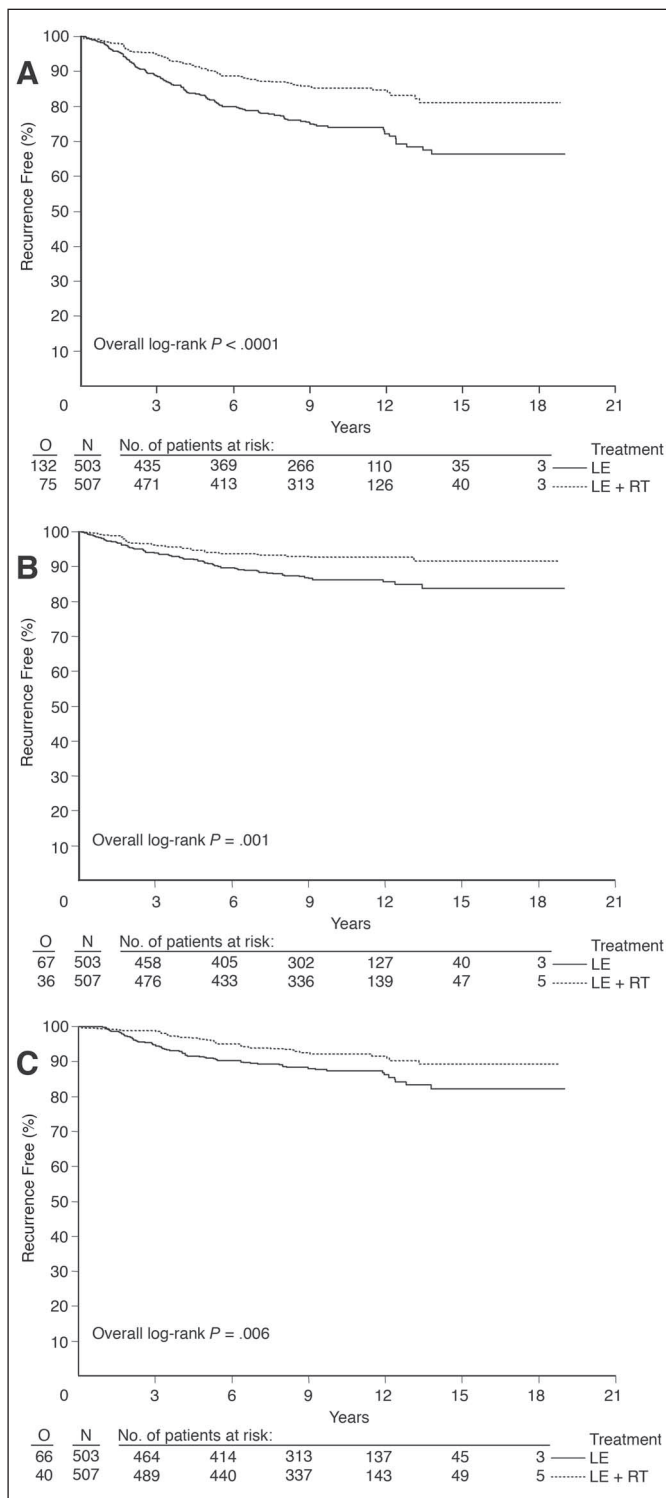 A
Recurrence Free (%)
100
90
80
70
60
50
40
30
20
10
0
Overall log-rank P < .0001
3 6 9 12 15 18 21
Years
O N No. of patients at risk: Treatment
132 503 435 369 266 110 35 3 LE
75 507 471 413 313 126 40 3 LE + RT
B
Recurrence Free (%)
100
90
80
70
60
50
40
30
20
10
0
Overall log-rank P = .001
3 6 9 12 15 18 21
Years
O N No. of patients at risk: Treatment
67 503 458 405 302 127 40 3 LE
36 507 476 433 336 139 47 5 LE + RT
C
Recurrence Free (%)
100
90
80
70
60
50
40
30
20
10
0
Overall log-rank P = .006
3 6 9 12 15 18 21
Years
O N No. of patients at risk: Treatment
66 503 464 414 313 137 45 3 LE
40 507 489 440 337 143 49 5 LE + RT